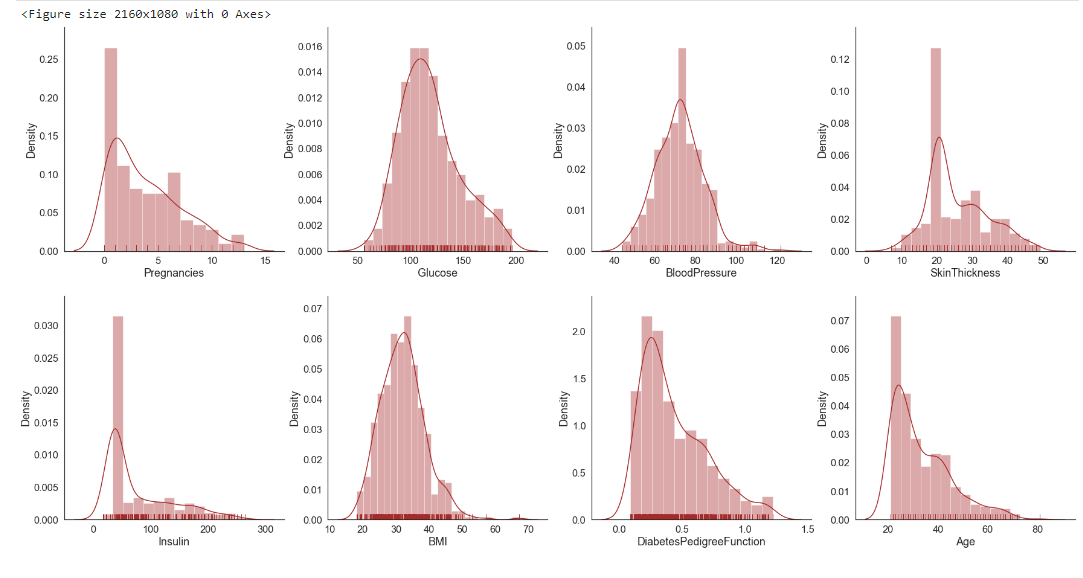 <Figure size 2160x1080 with 0 Axes>
0.25
0.20
0.15
0.10
0.05
0.00
Density
0 5 10 15
Pregnancies
0.016
0.014
0.012
0.010
0.008
0.006
0.004
0.002
0.000
Density
50 100 150 200
Glucose
0.05
0.04
0.03
0.02
0.01
0.00
Density
40 60 80 100 120
BloodPressure
0.12
0.10
0.08
0.06
0.04
0.02
0.00
Density
0 10 20 30 40 50
SkinThickness
0.030
0.025
0.020
0.015
0.010
0.005
0.000
Density
0 100 200 300
Insulin
0.07
0.06
0.05
0.04
0.03
0.02
0.01
0.00
Density
10 20 30 40 50 60 70
BMI
2.0
1.5
1.0
0.5
0.0
Density
0.0 0.5 1.0 1.5
DiabetesPedigreeFunction
0.07
0.06
0.05
0.04
0.03
0.02
0.01
0.00
Density
20 40 60 80
Age